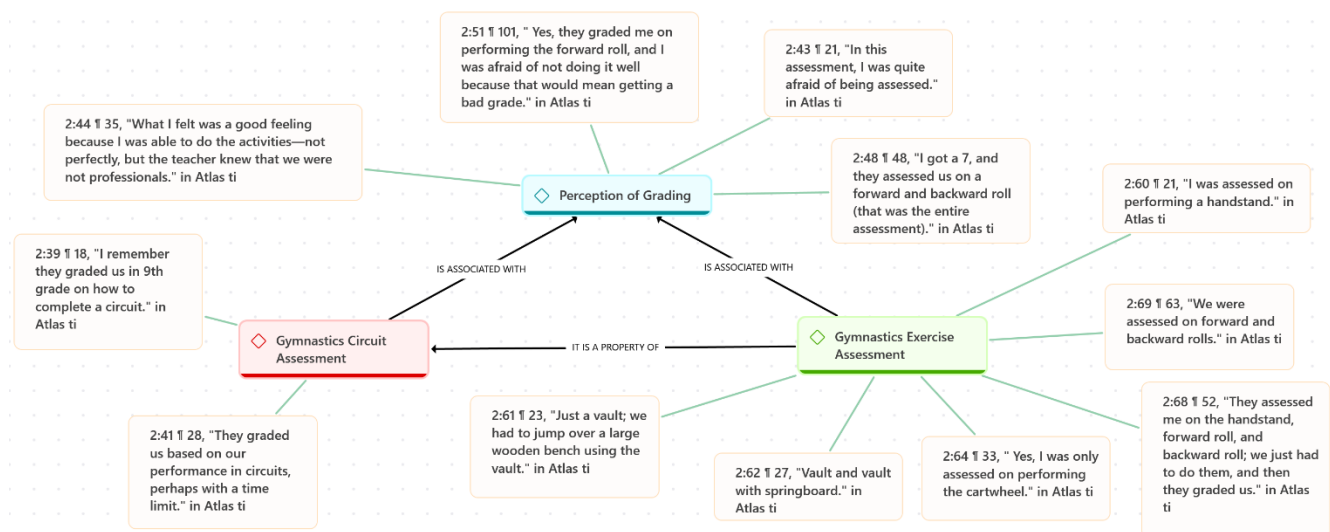 2:51 ¶ 101, " Yes, they graded me on
performing the forward roll, and I
was afraid of not doing it well
because that would mean getting a
bad grade." in Atlas ti
2:43 ¶ 21, "In this
assessment, I was quite
afraid of being assessed."
in Atlas ti
2:44 ¶ 35, "What I felt was a good feeling
because I was able to do the activities—not
perfectly, but the teacher knew that we were
not professionals." in Atlas ti
2:48 ¶ 48, "I got a 7, and
they assessed us on a
forward and backward roll
(that was the entire
assessment)." in Atlas ti
2:60 ¶ 21, "I was assessed on
performing a handstand." in
Atlas ti
Perception of Grading
2:39 ¶ 18, "I remember
they graded us in 9th
grade on how to
complete a circuit." in
Atlas ti
IS ASSOCIATED WITH
IS ASSOCIATED WITH
2:69 ¶ 63, "We were
assessed on forward and
backward rolls." in Atlas
ti
Gymnastics Circuit
Assessment
IT IS A PROPERTY OF
Gymnastics Exercise
Assessment
2:41 ¶ 28, "They graded
us based on our
performance in circuits,
perhaps with a time
limit." in Atlas ti
2:61 ¶ 23, "Just a vault; we
had to jump over a large
wooden bench using the
vault." in Atlas ti
2:62 ¶ 27, "Vault and vault
with springboard." in
Atlas ti
2:64 ¶ 33, " Yes, I was only
assessed on performing
the cartwheel." in Atlas ti
2:68 ¶ 52, "They assessed
me on the handstand,
forward roll, and
backward roll; we just had
to do them, and then
they graded us." in Atlas
ti